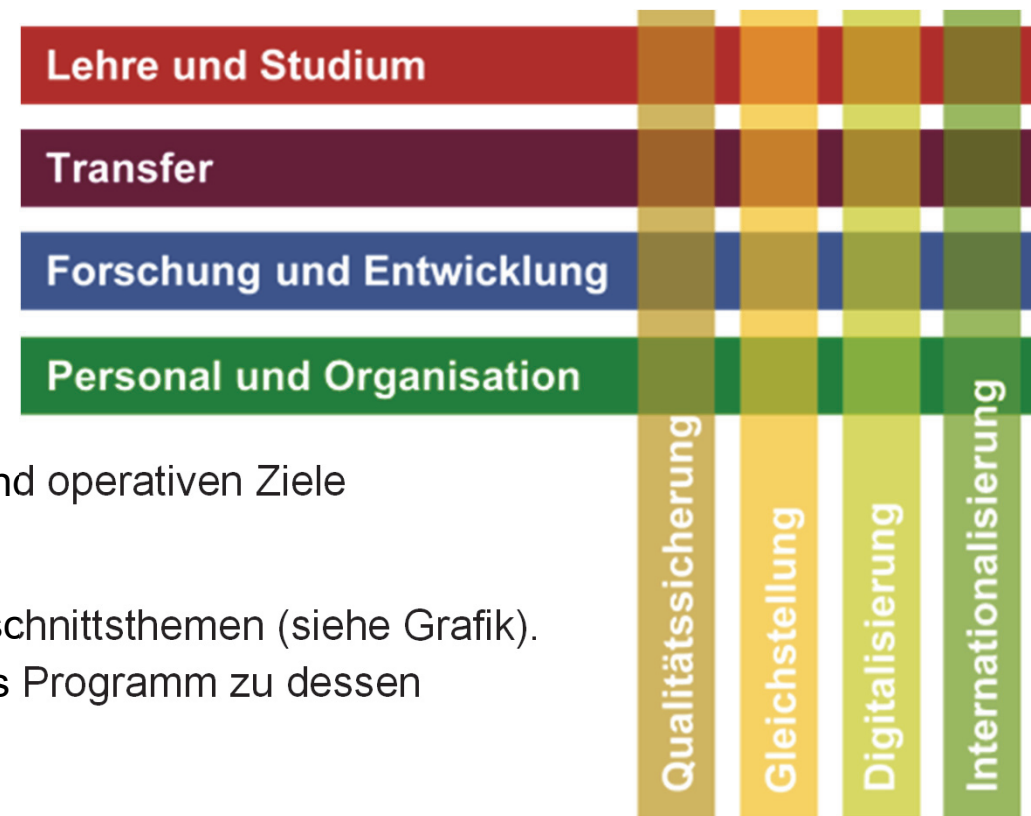 Lehre und Studium
Transfer
Forschung und Entwicklung
Personal und Organisation
nd operativen Ziele
schnittsthemen (siehe Grafik).
s Programm zu dessen
Qualitätssicherung
Gleichstellung
Digitalisierung
Internationalisierung